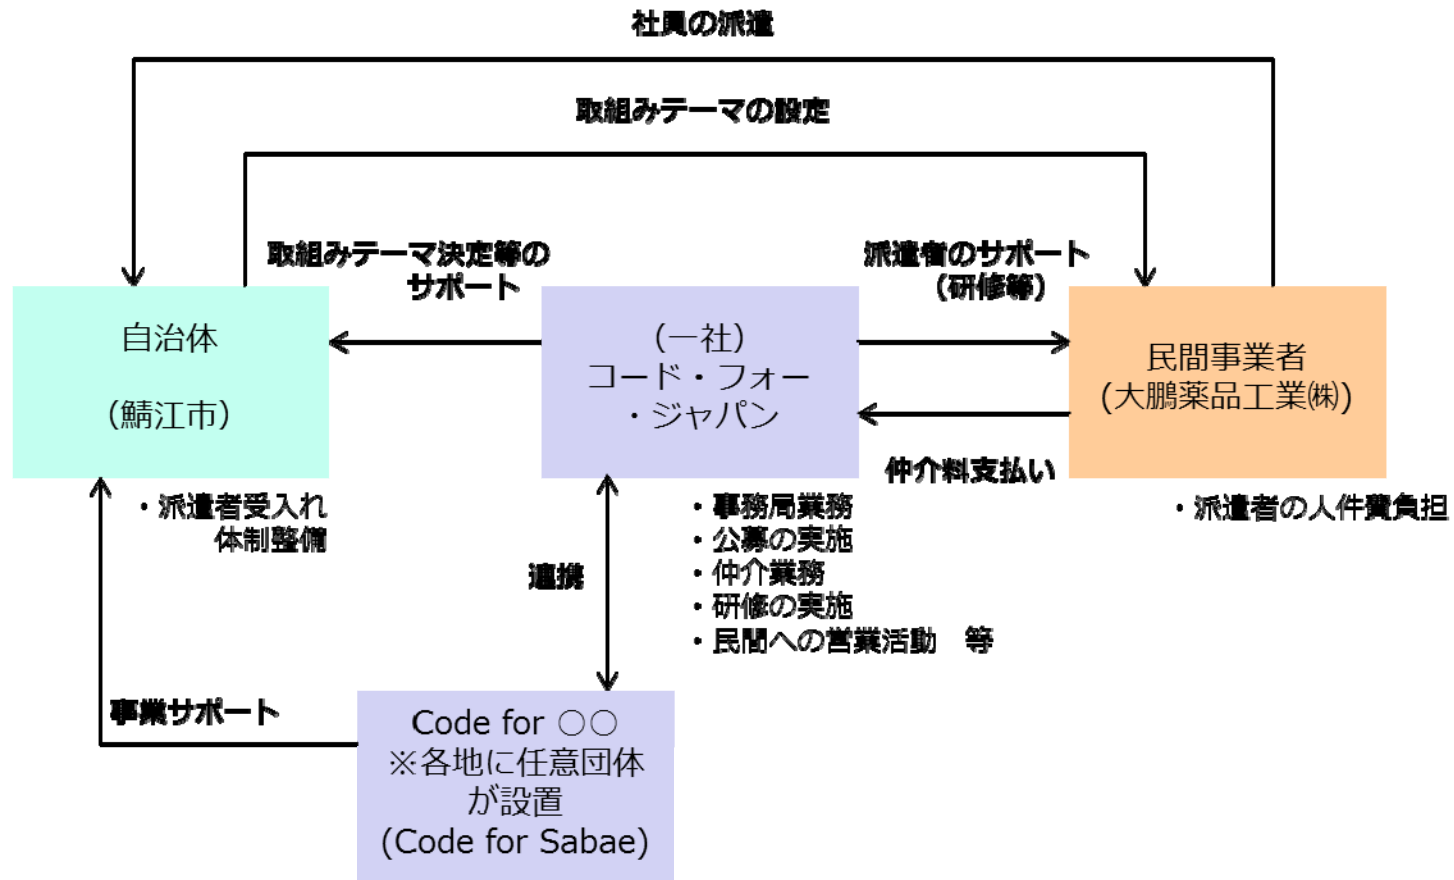 社員の派遣
取組みテーマの設定
取組みテーマ決定等の
サポート
派遣者のサポート
（研修等）
自治体
（鯖江市）
（一社）
コード・フォー
・ジャパン
民間事業者
(大鵬薬品工業㈱)
仲介料支払い
・派遣者受入れ
体制整備
・事務局業務
・公募の実施
・仲介業務
・研修の実施
・民間への営業活動　等
・派遣者の人件費負担
連携
事業サポート
Code for ○○
※各地に任意団体
が設置
(Code for Sabae)